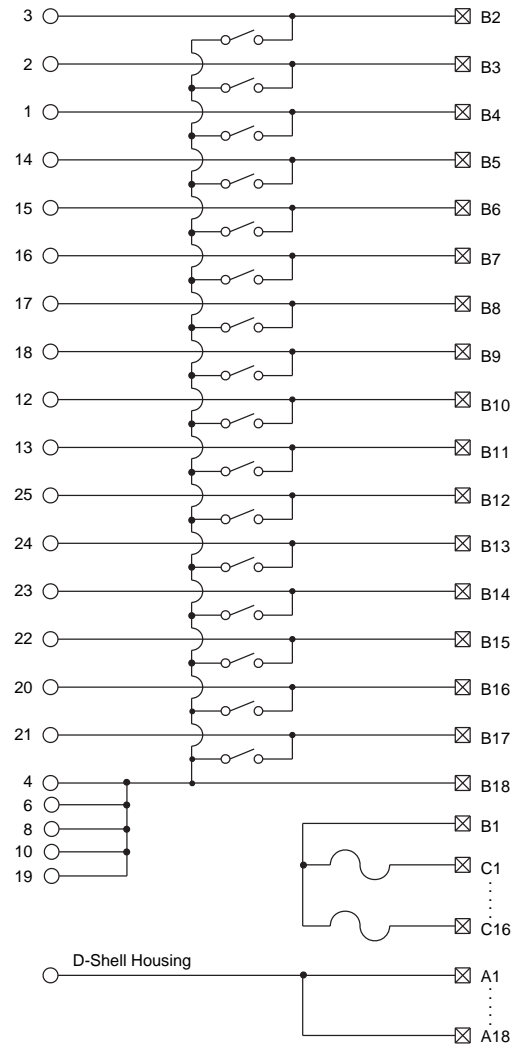 3 B2
2 B3
1 B4
14 B5
15 B6
16 B7
17 B8
18 B9
12 B10
13 B11
25 B12
24 B13
23 B14
22 B15
20 B16
21 B17
4 B18
6
8 B1
10
19 C1
C16
D-Shell Housing
A1
A18